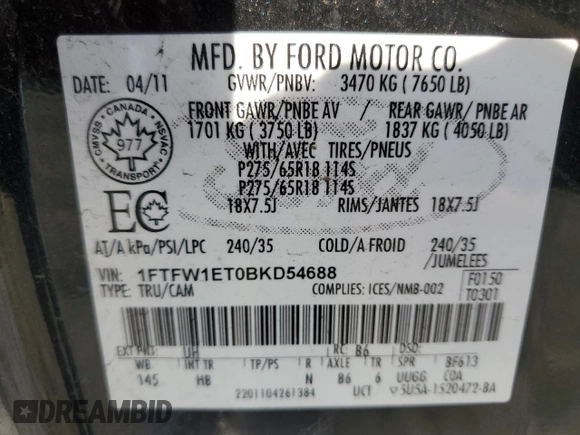 MFD. BY FORD MOTOR CO.
DATE: 04/11
GVWR/PNBV: 3470 KG ( 7650 LB)
FRONT GAWR/PNBE AV
REAR GAWR/ PNBE AR
1701 KG ( 3750 LB)
1837 KG ( 4050 LB)
WITH/AVEC TIRES/PNEUS
P275/65R18 114S
P275/65R18 114S
18X7.5J RIMS/JANTES 18X7.5J
CANADA
CMVSS NSVAC
977
TRANSPORT
EC
AT/A kPa/PSI/LPC 240/35 COLD/A FROID 240/35
/JUMELEES
VIN: 1FTFW1ET0BKD54688
F0150
TYPE: TRU/CAM COMPLIES: ICES/NMB-002
T0301
EXT PNT: UH RC: B6 DSO:
WB INT TR TP/PS R AXLE TR SPR BF613
145 HB N B6 6 UUGG COA
2201104261384 UCT 5U5A-1520472-BA
DREAMBID